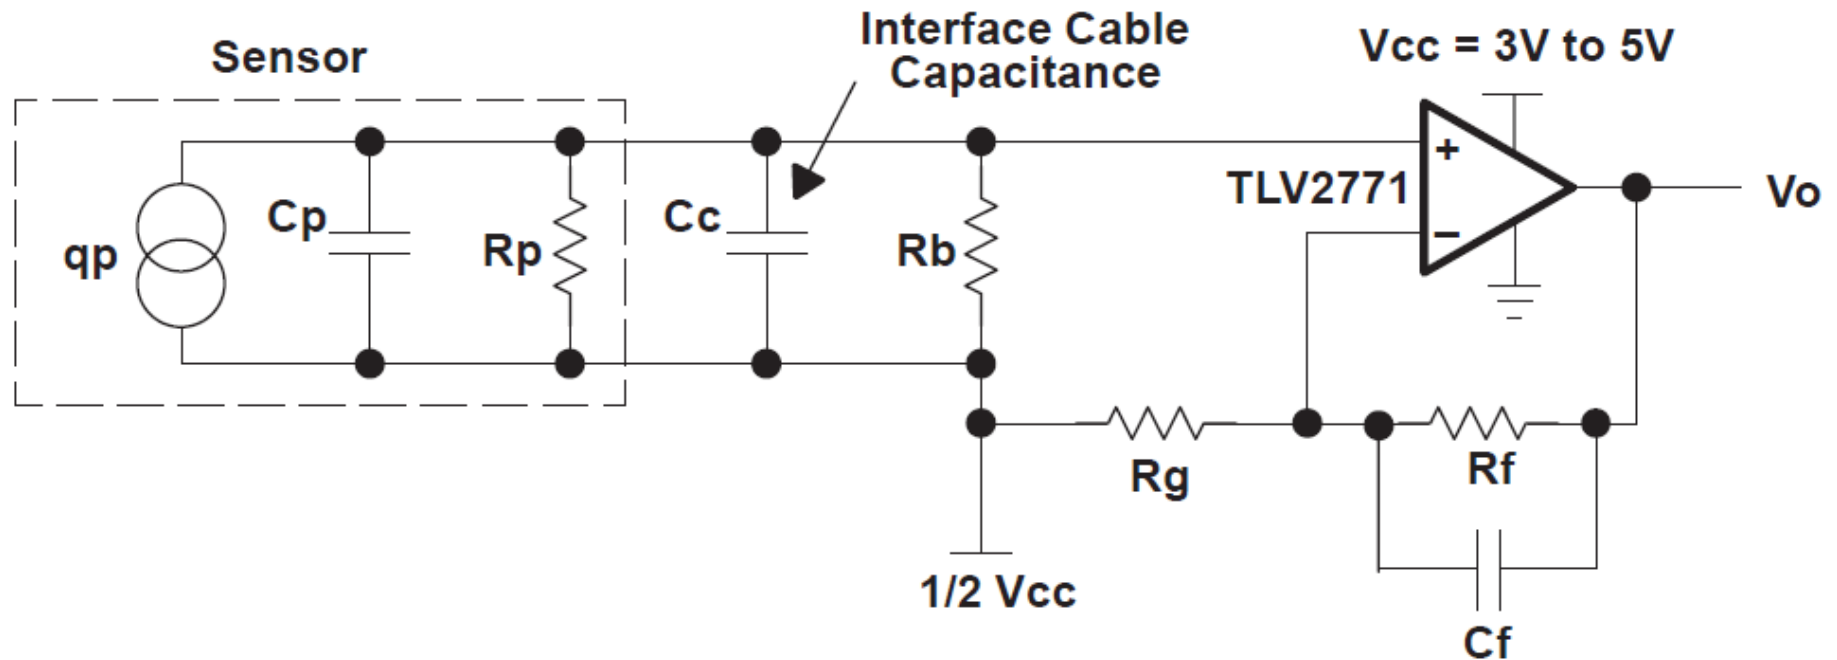 Interface Cable
Capacitance
Vcc = 3V to 5V
Sensor
qp
Cp
Rp
Cc
Rb
+
TLV2771
−
Vo
Rg
Rf
1/2 Vcc
Cf